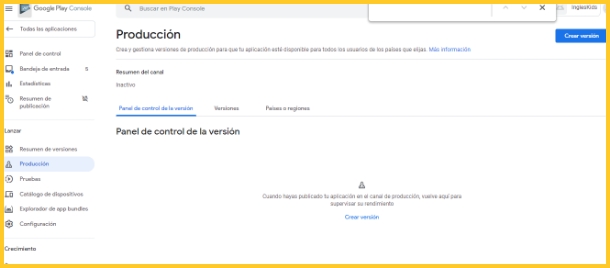 Google Play Console
Buscar en Play Console
InglesKids
Todas las aplicaciones
Producción
Crear versión
Crea y gestiona versiones de producción para que tu aplicación esté disponible para todos los usuarios de los países que elijas. Más información
Panel de control
Bandeja de entrada 5
Estadísticas
Resumen de publicación
Resumen del canal
Inactivo
Panel de control de la versión
Versiones
Países o regiones
Lanzar
Panel de control de la versión
Resumen de versiones
Producción
Pruebas
Catálogo de dispositivos
Explorador de app bundles
Configuración
Cuando hayas publicado tu aplicación en el canal de producción, vuelve aquí para
supervisar su rendimiento
Crear versión
Crecimiento